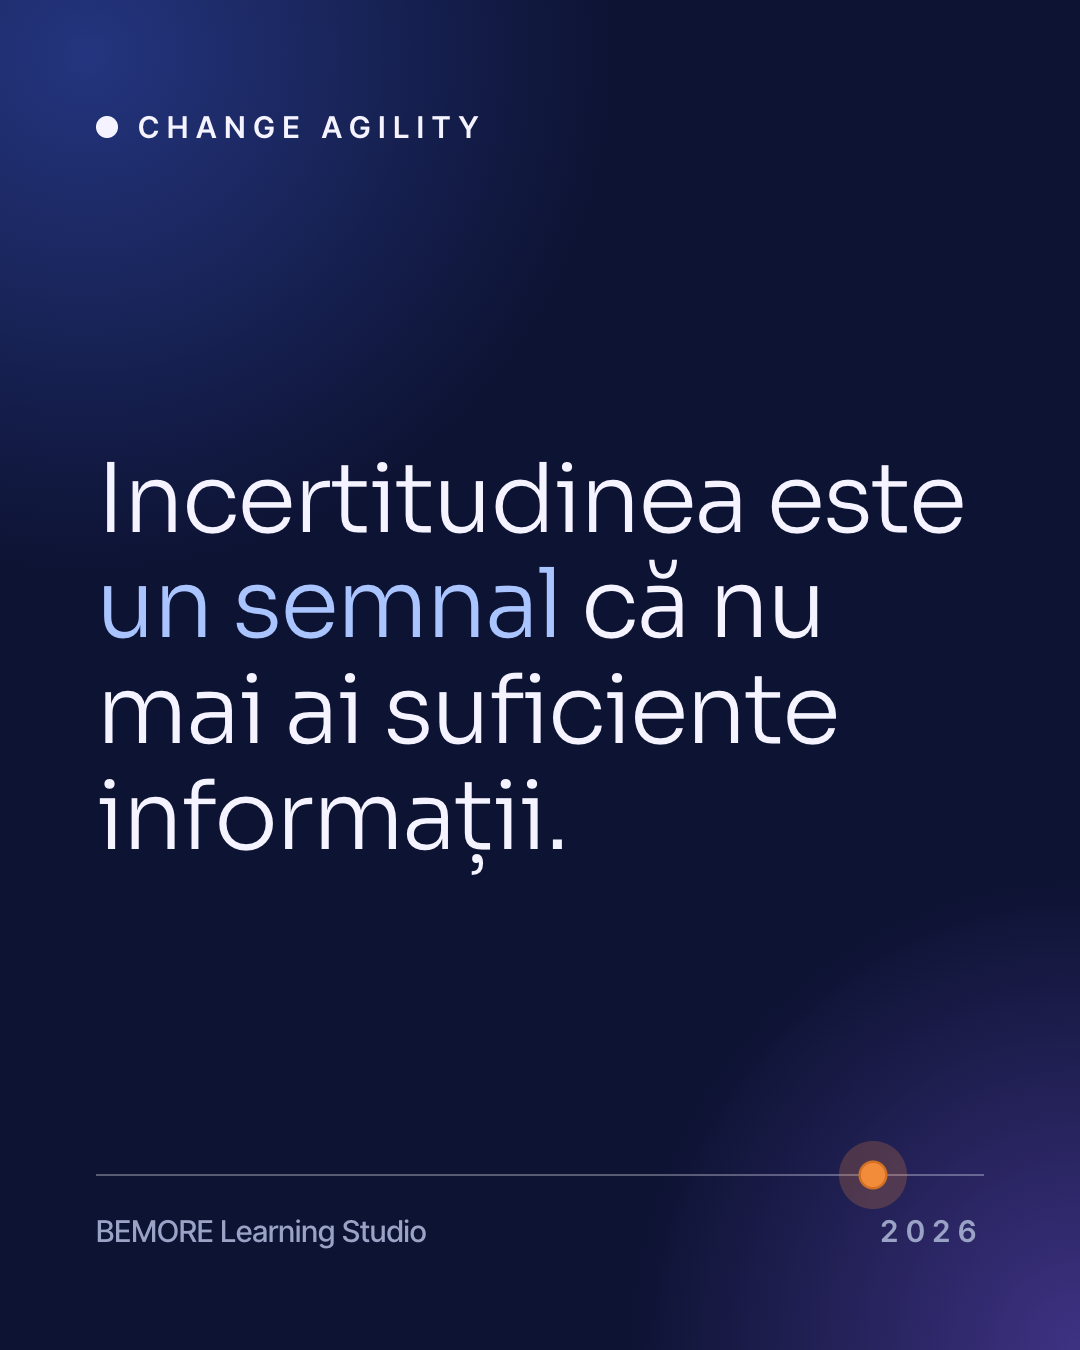 CHANGE AGILITY
Incertitudinea este
un semnal că nu
mai ai suficiente
informații.
BEMORE Learning Studio
2026